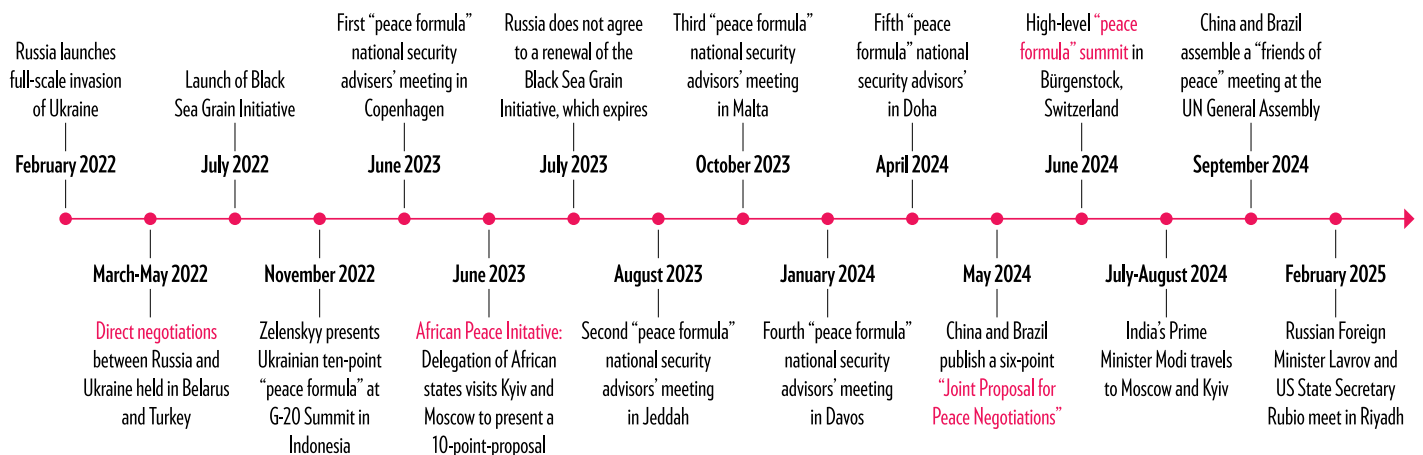 Russia launches
full-scale invasion
of Ukraine
February 2022
March-May 2022
Direct negotiations
between Russia and
Ukraine held in Belarus
and Turkey
Launch of Black
Sea Grain Initiative
July 2022
November 2022
Zelenskyy presents
Ukrainian ten-point
“peace formula” at
G-20 Summit in
Indonesia
First “peace formula”
national security
advisers’ meeting in
Copenhagen
June 2023
June 2023
African Peace Initative:
Delegation of African
states visits Kyiv and
Moscow to present a
10-point-proposal
Russia does not agree
to a renewal of the
Black Sea Grain
Initiative, which expires
July 2023
August 2023
Second “peace formula”
national security
advisors’ meeting
in Jeddah
Third “peace formula”
national security
advisors’ meeting
in Malta
October 2023
January 2024
Fourth “peace formula”
national security
advisors’ meeting
in Davos
Fifth “peace
formula” national
security advisors’
in Doha
April 2024
May 2024
China and Brazil
publish a six-point
“Joint Proposal for
Peace Negotiations”
High-level “peace
formula” summit in
Bürgenstock,
Switzerland
June 2024
July-August 2024
India’s Prime
Minister Modi travels
to Moscow and Kyiv
China and Brazil
assemble a “friends of
peace” meeting at the
UN General Assembly
September 2024
February 2025
Russian Foreign
Minister Lavrov and
US State Secretary
Rubio meet in Riyadh